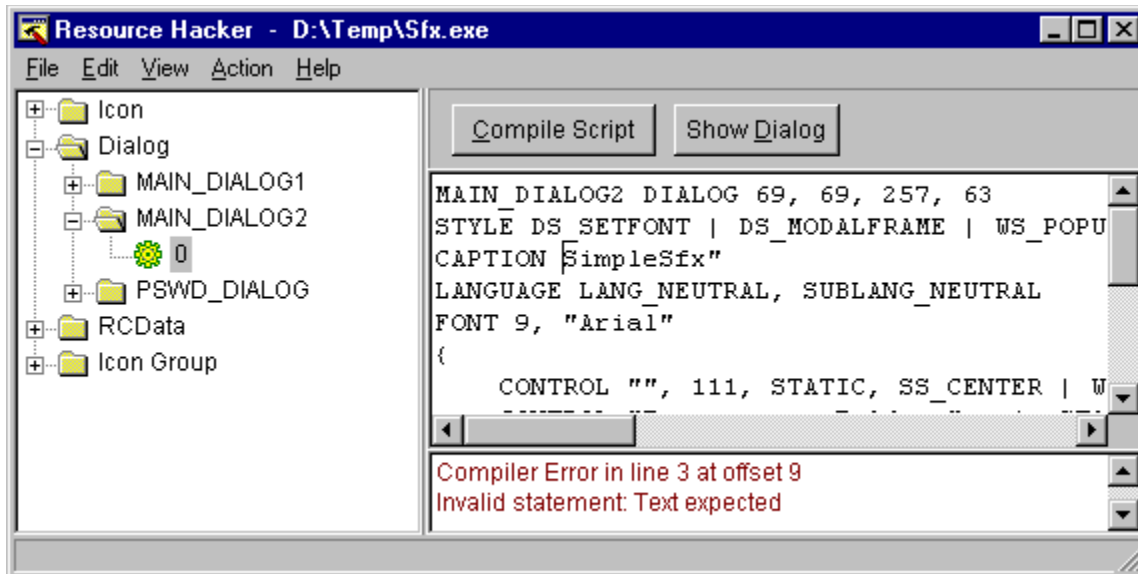 Resource Hacker - D:\Temp\Sfx.exe
File Edit View Action Help
Icon
Dialog
MAIN_DIALOG1
MAIN_DIALOG2
0
PSWD_DIALOG
RCData
Icon Group
Compile Script Show Dialog
MAIN_DIALOG2 DIALOG 69, 69, 257, 63
STYLE DS_SETFONT | DS_MODALFRAME | WS_POPU
CAPTION SimpleSfx"
LANGUAGE LANG_NEUTRAL, SUBLANG_NEUTRAL
FONT 9, "Arial"
{
CONTROL "", 111, STATIC, SS_CENTER | W
Compiler Error in line 3 at offset 9
Invalid statement: Text expected